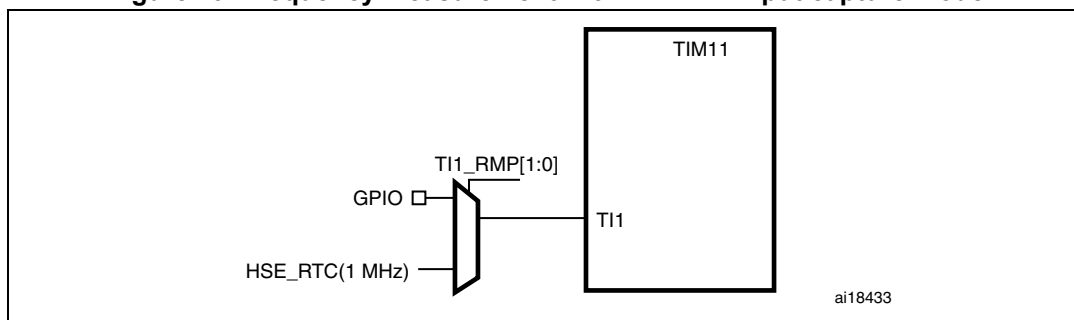 TIM11
TI1_RMP[1:0]
GPIO
TI1
HSE_RTC(1 MHz)
ai18433